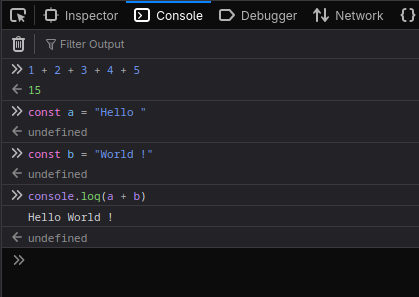 Inspector Console Debugger Network
Filter Output
1 + 2 + 3 + 4 + 5
15
const a = "Hello "
undefined
const b = "World !"
undefined
console.log(a + b)
Hello World !
undefined